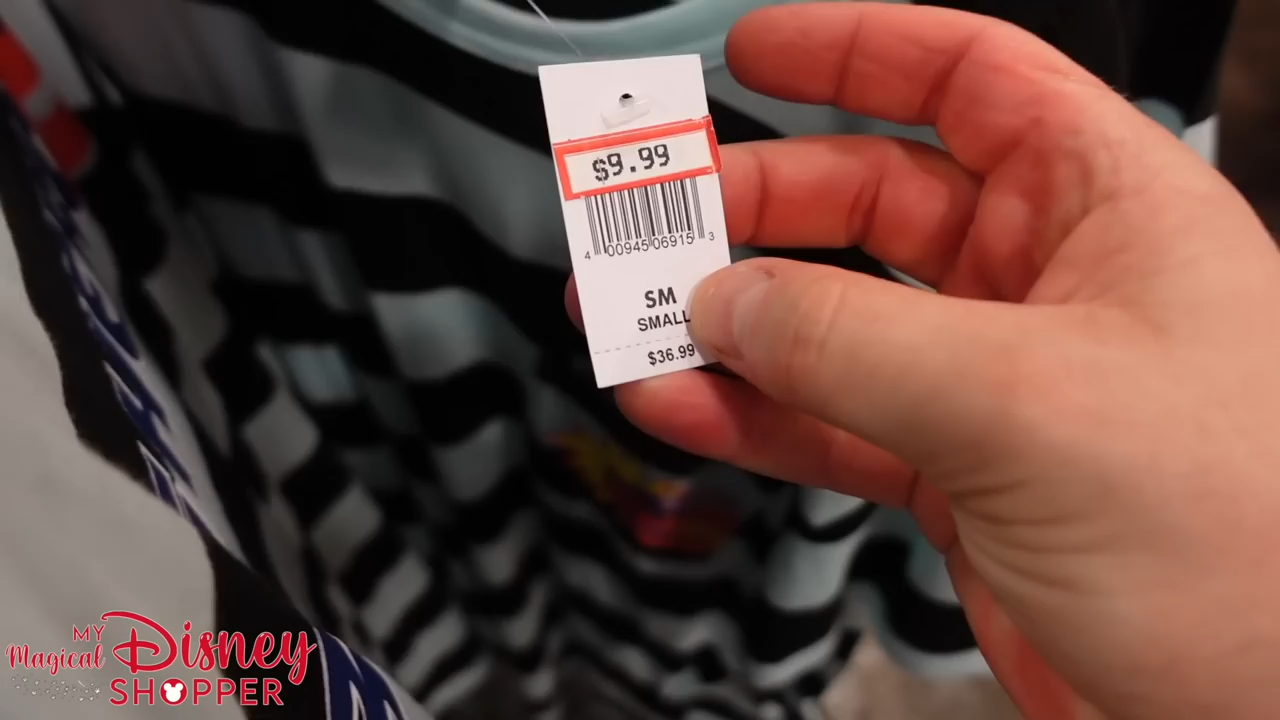 $9.99
4 00945 06915 3
SM
SMALL
$36.99
MY
Magical Disney
SHOPPER